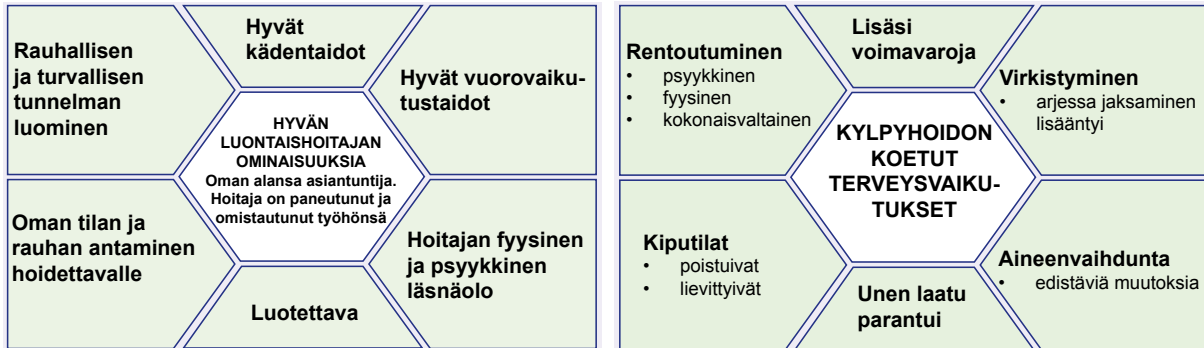 Rauhallisen
ja turvallisen
tunnelman
luominen
Hyvät
kädentaidot
Hyvät vuorovaiku-
tustaidot
HYVÄN
LUONTAISHOITAJAN
OMINAISUUKSIA
Oman alansa asiantuntija.
Hoitaja on paneutunut ja
omistautunut työhönsä
Oman tilan ja
rauhan antaminen
hoidettavalle
Luotettava
Hoitajan fyysinen
ja psyykkinen
läsnäolo
Rentoutuminen
• psyykkinen
• fyysinen
• kokonaisvaltainen
Lisäsi
voimavaroja
Virkistyminen
• arjessa jaksaminen
lisääntyi
KYLPYHOIDON
KOETUT
TERVEYSVAIKU-
TUKSET
Kiputilat
• poistuivat
• lievittyivät
Unen laatu
parantui
Aineenvaihdunta
• edistäviä muutoksia